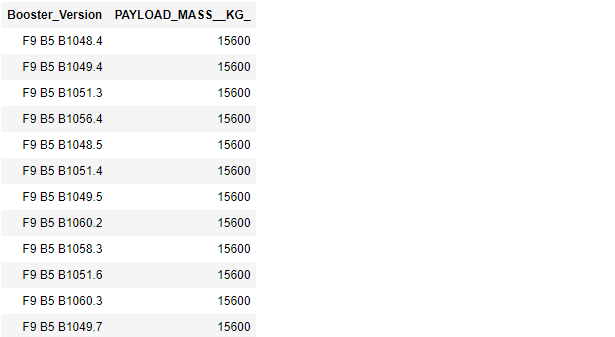 Booster_Version PAYLOAD_MASS__KG_
F9 B5 B1048.4 15600
F9 B5 B1049.4 15600
F9 B5 B1051.3 15600
F9 B5 B1056.4 15600
F9 B5 B1048.5 15600
F9 B5 B1051.4 15600
F9 B5 B1049.5 15600
F9 B5 B1060.2 15600
F9 B5 B1058.3 15600
F9 B5 B1051.6 15600
F9 B5 B1060.3 15600
F9 B5 B1049.7 15600